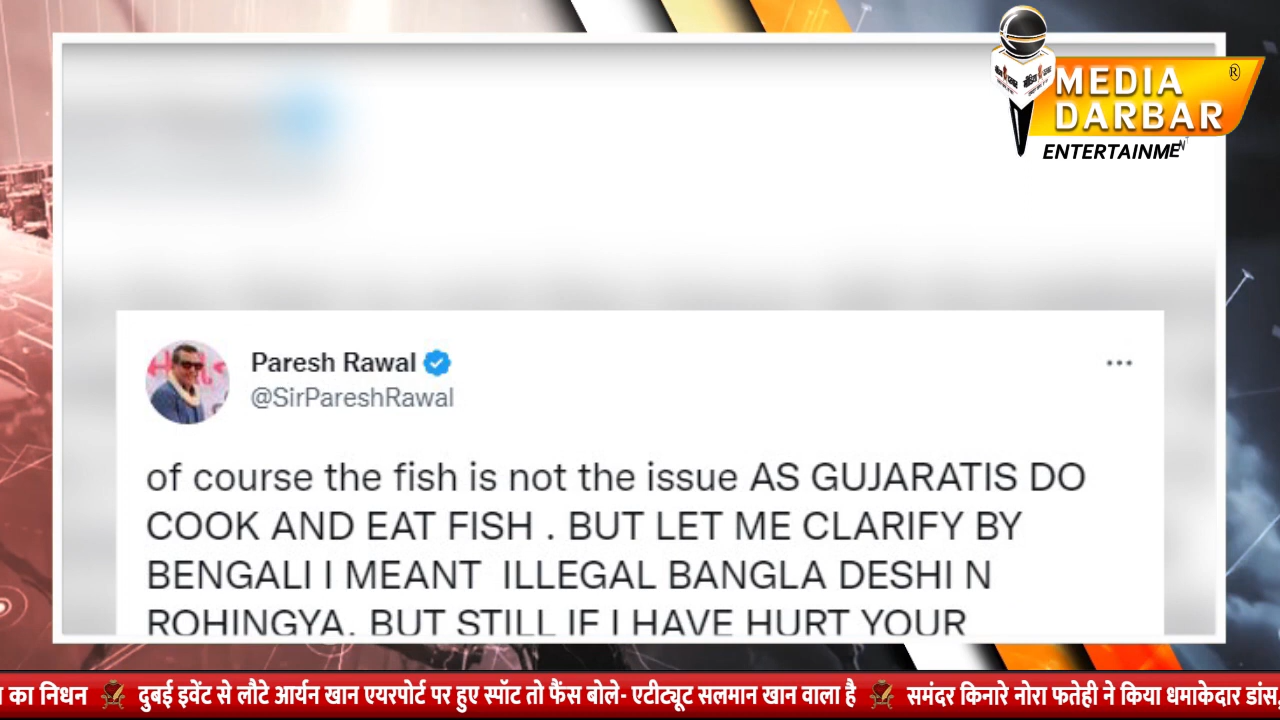 MEDIA ®
DARBAR
ENTERTAINMENT
Paresh Rawal
@SirPareshRawal
of course the fish is not the issue AS GUJARATIS DO
COOK AND EAT FISH . BUT LET ME CLARIFY BY
BENGALI I MEANT ILLEGAL BANGLA DESHI N
ROHINGYA. BUT STILL IF I HAVE HURT YOUR
का निधन दुबई इवेंट से लौटे आर्यन खान एयरपोर्ट पर हुए स्पॉट तो फैंस बोले- एटीट्यूट सलमान खान वाला है समंदर किनारे नोरा फतेही ने किया धमाकेदार डांस